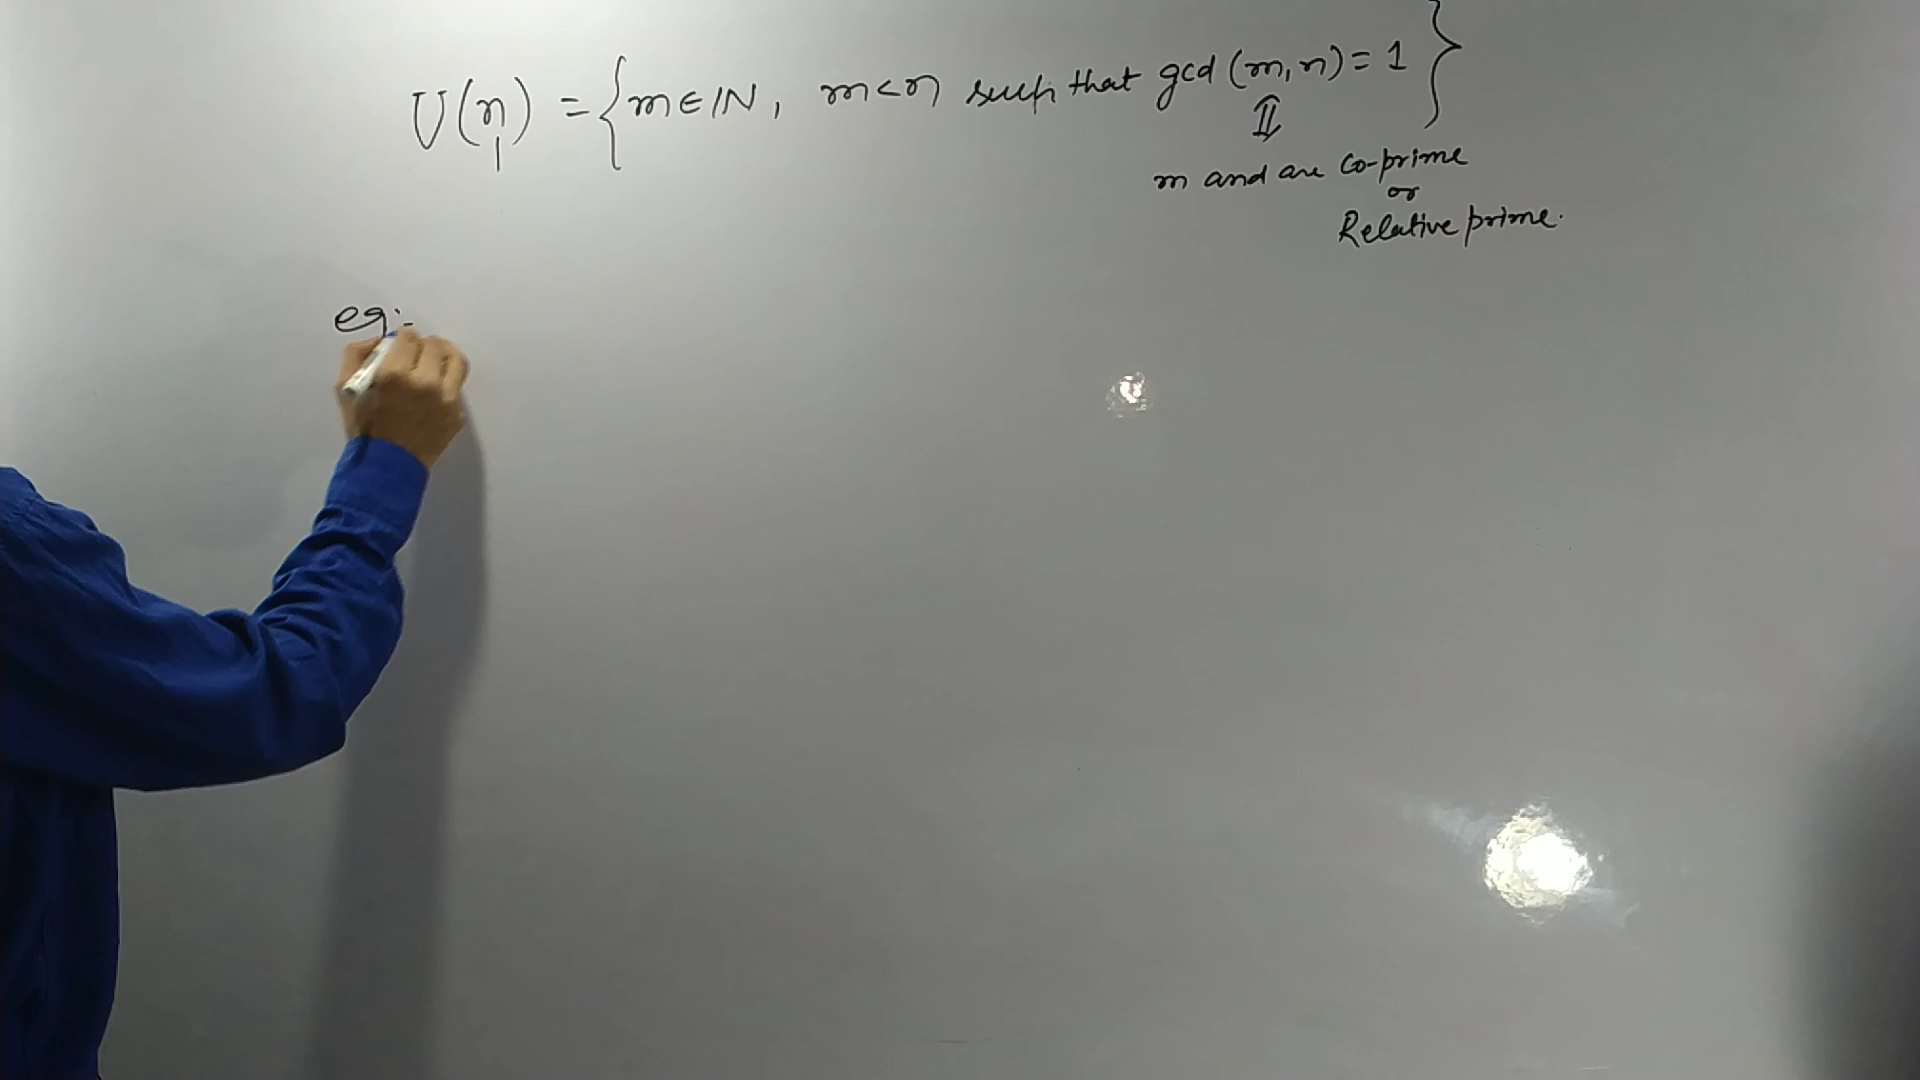 U(n) = {m ∈ IN, m < n such that gcd (m, n) = 1}
⇕
m and are co-prime
or
Relative prime.
eg:-